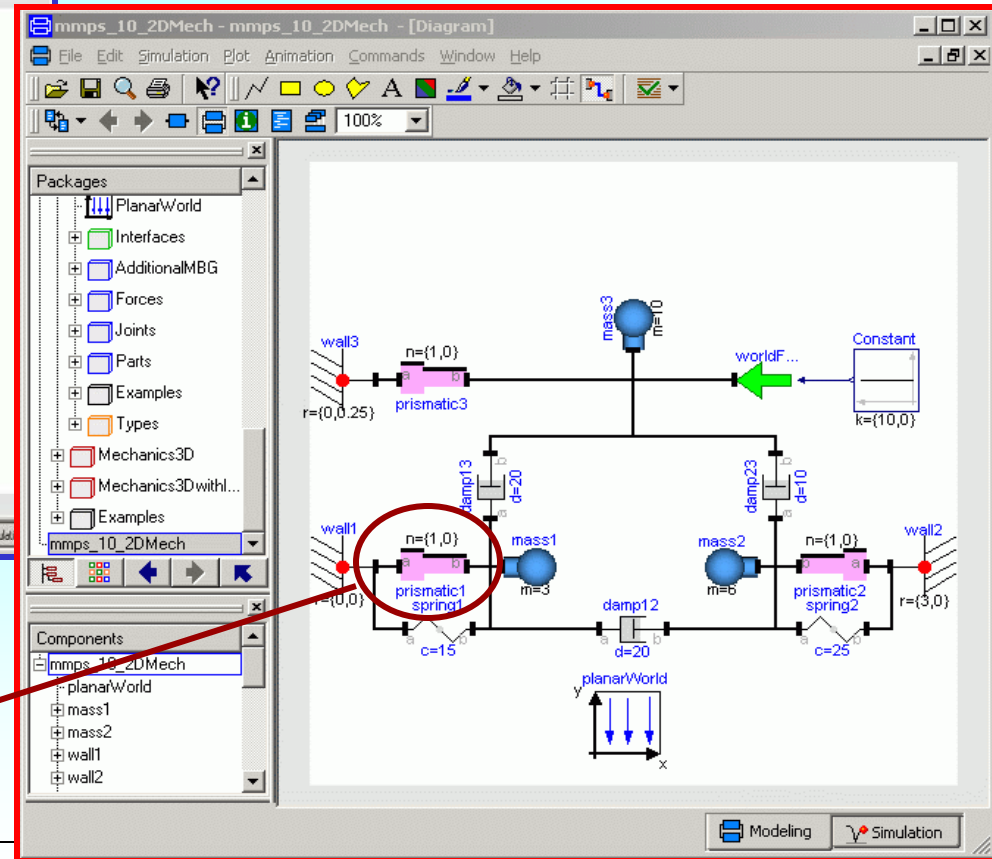 mmps_10_2DMech - mmps_10_2DMech - [Diagram]
File Edit Simulation Plot Animation Commands Window Help
A
100%
Packages
PlanarWorld
Interfaces
AdditionalMBG
Forces
Joints
Parts
Examples
Types
Mechanics3D
Mechanics3Dwithl...
Examples
mmps_10_2DMech
Components
mmps_10_2DMech
planarWorld
mass1
mass2
wall1
wall2
mass3
m=10
wall3
n={1,0}
a b
prismatic3
r={0,0.25}
worldF...
Constant
k={10,0}
damp13
d=20
b
a
damp23
d=10
b
a
wall1
n={1,0}
a b
mass1
m=3
prismatic1
r={0,0}
spring1
a b
c=15
damp12
a b
d=20
mass2
m=6
n={1,0}
b a
wall2
prismatic2
r={3,0}
spring2
a b
c=25
planarWorld
y
x
Modeling
Simulation